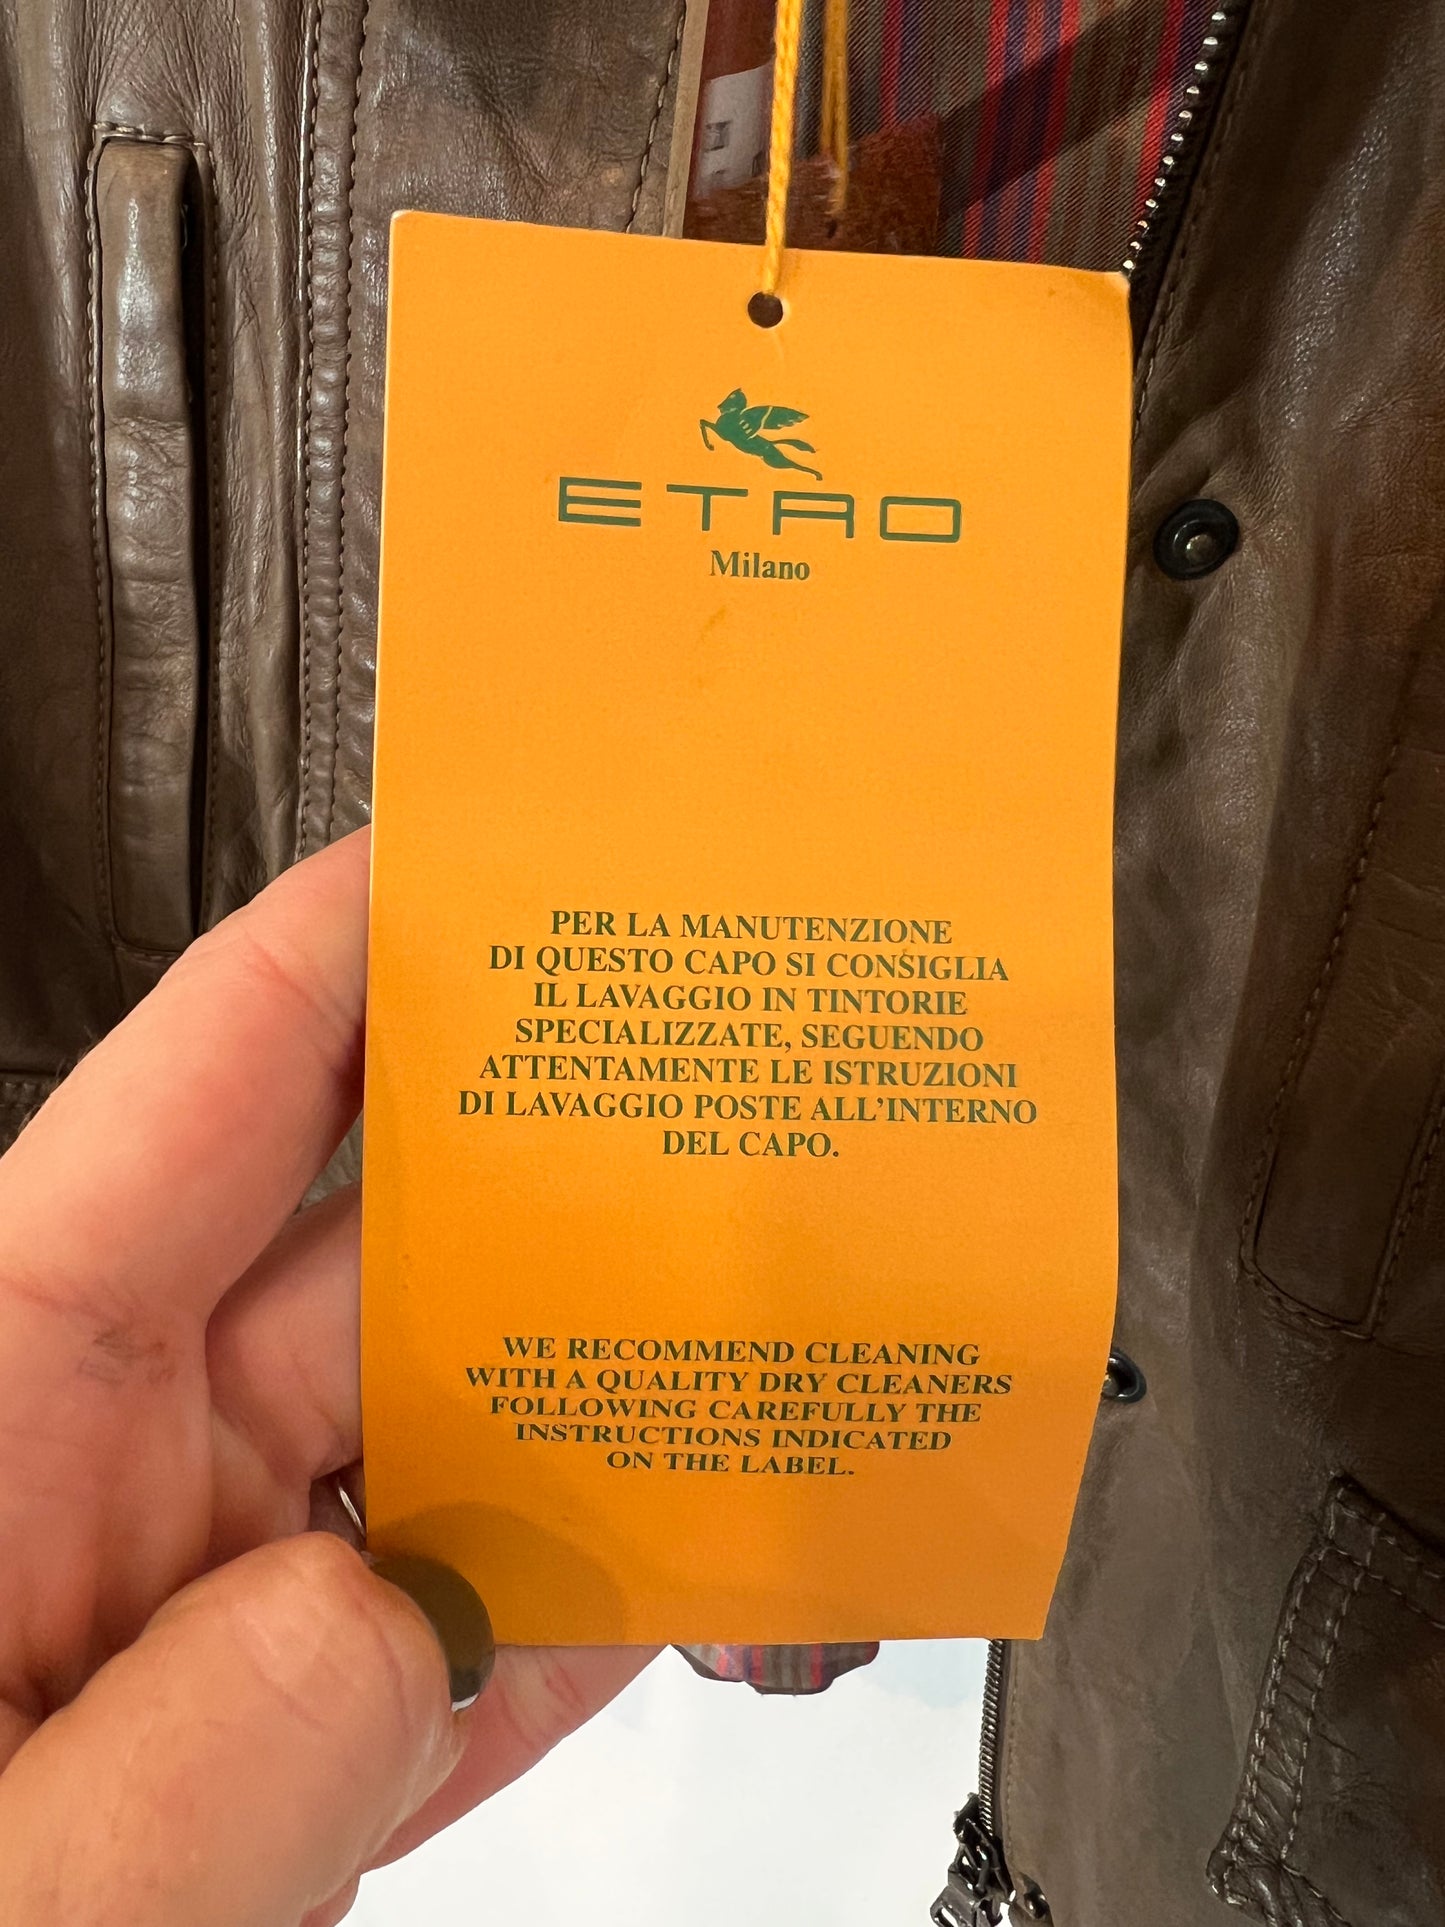 ETRO
Milano
PER LA MANUTENZIONE
DI QUESTO CAPO SI CONSIGLIA
IL LAVAGGIO IN TINTORIE
SPECIALIZZATE, SEGUENDO
ATTENTAMENTE LE ISTRUZIONI
DI LAVAGGIO POSTE ALL'INTERNO
DEL CAPO.
WE RECOMMEND CLEANING
WITH A QUALITY DRY CLEANERS
FOLLOWING CAREFULLY THE
INSTRUCTIONS INDICATED
ON THE LABEL.